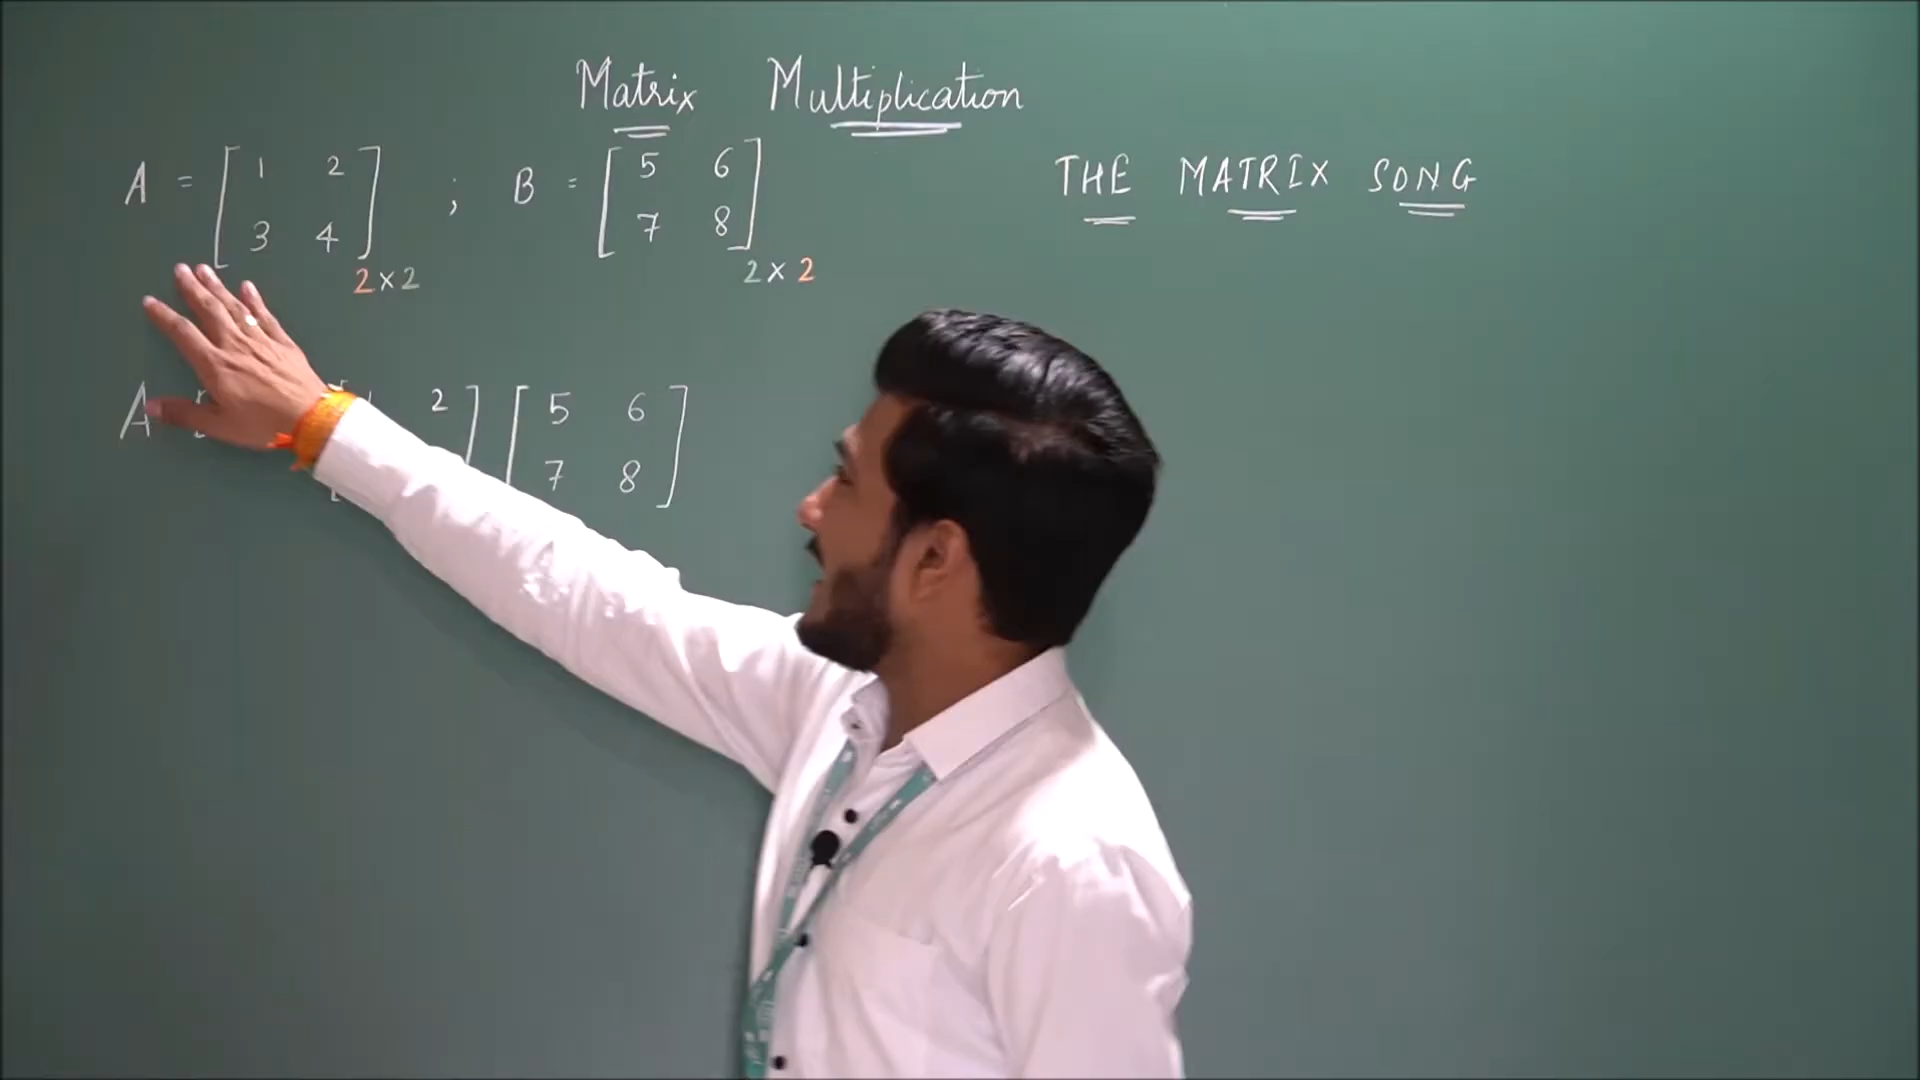 Matrix Multiplication
A = [ 1 2 ; B = [ 5 6 ]
3 4 ] 7 8 ]
2 x 2 2 x 2
THE MATRIX SONG
A 2 ] [ 5 6 ]
7 8